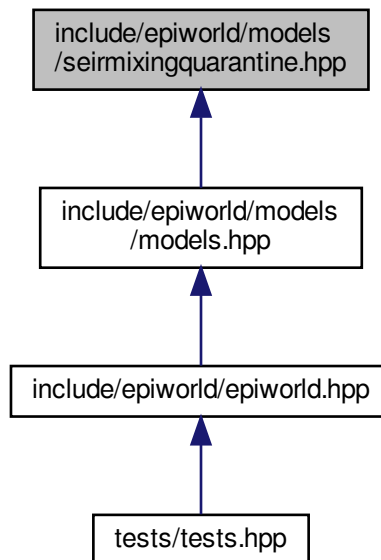 include/epiworld/models
/seirmixingquarantine.hpp
include/epiworld/models
/models.hpp
include/epiworld/epiworld.hpp
tests/tests.hpp